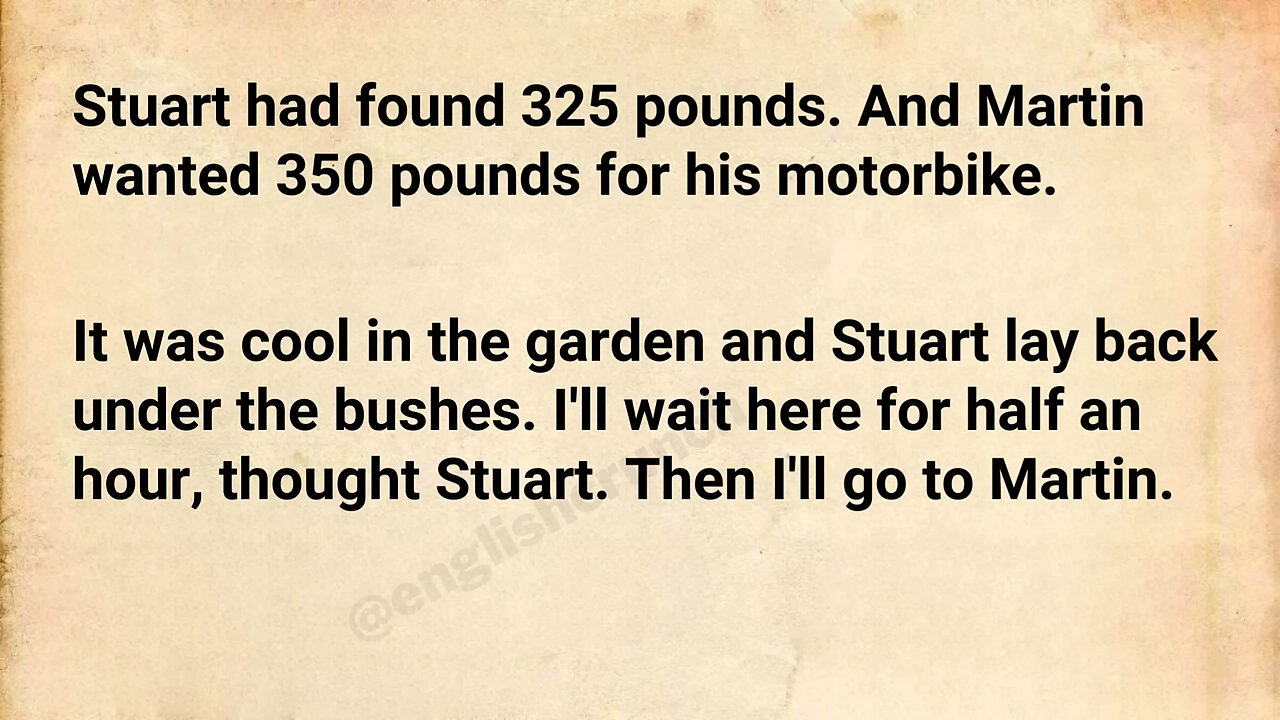 Stuart had found 325 pounds. And Martin
wanted 350 pounds for his motorbike.
It was cool in the garden and Stuart lay back
under the bushes. I'll wait here for half an
hour, thought Stuart. Then I'll go to Martin.